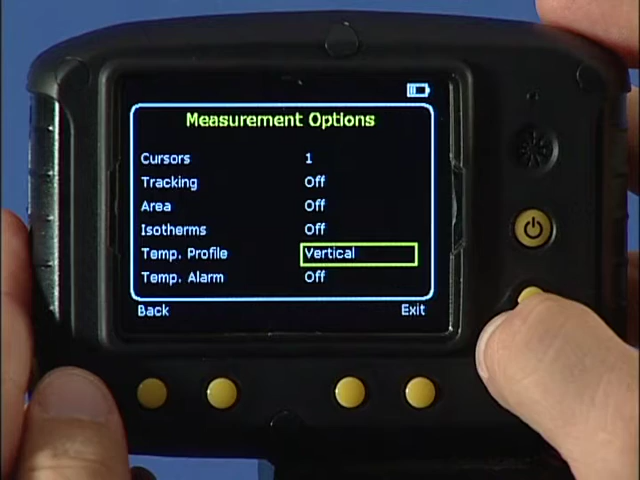 Measurement Options
Cursors 1
Tracking Off
Area Off
Isotherms Off
Temp. Profile Vertical
Temp. Alarm Off
Back Exit